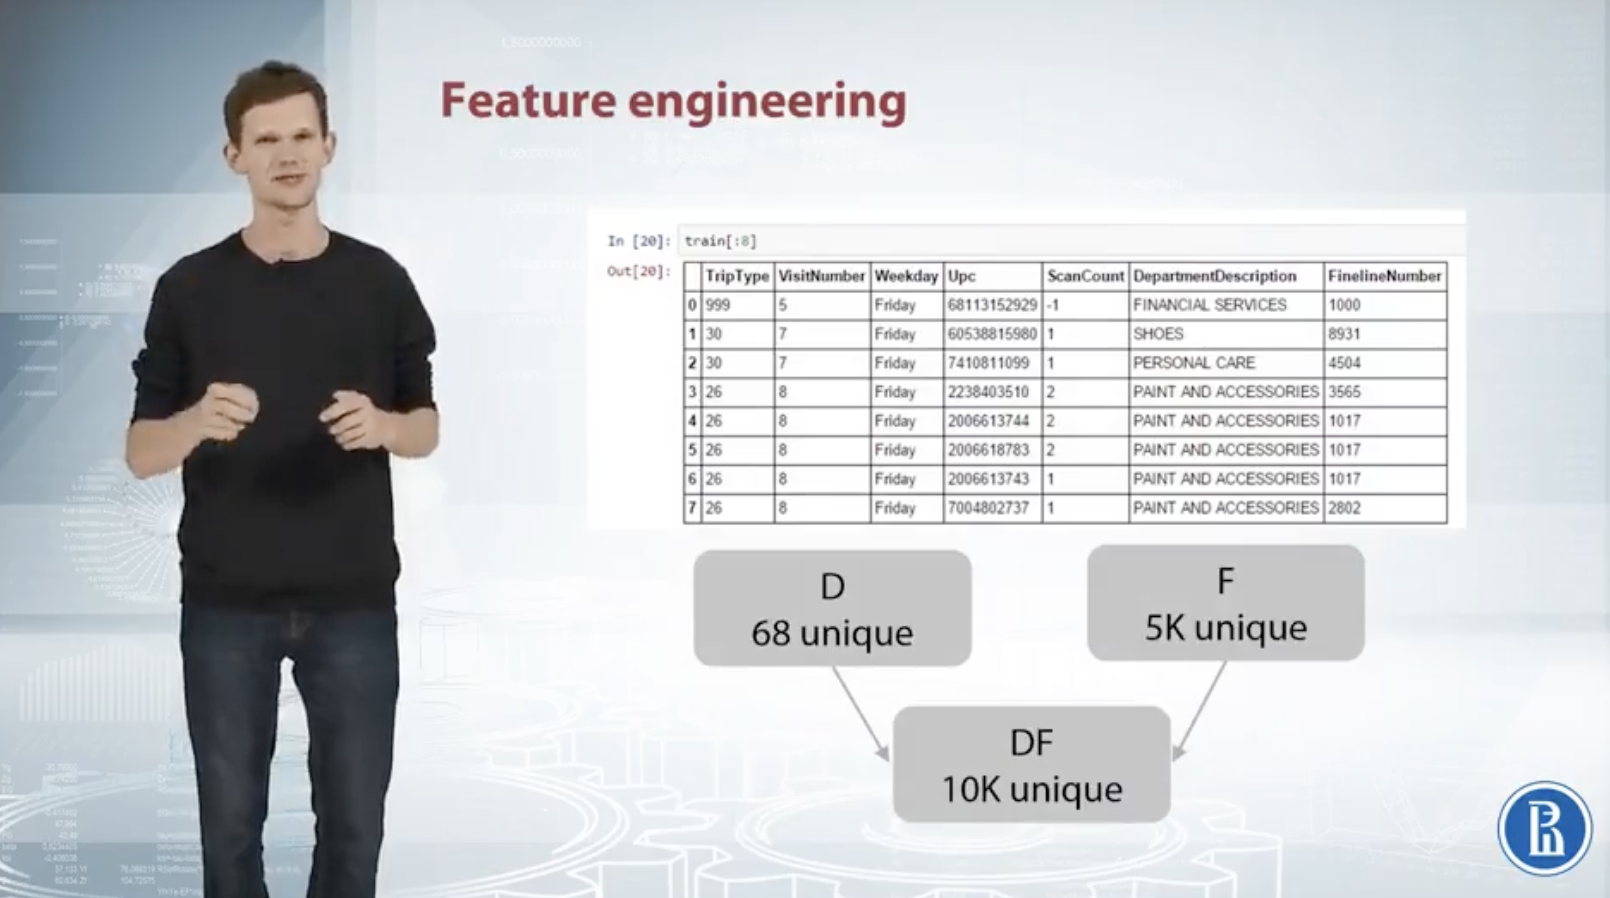 Feature engineering
In [20]: train[:8]
Out[20]:
TripType VisitNumber Weekday Upc ScanCount DepartmentDescription FinelineNumber
0 999 5 Friday 68113152929 -1 FINANCIAL SERVICES 1000
1 30 7 Friday 60538815980 1 SHOES 8931
2 30 7 Friday 7410811099 1 PERSONAL CARE 4504
3 26 8 Friday 2238403510 2 PAINT AND ACCESSORIES 3565
4 26 8 Friday 2006613744 2 PAINT AND ACCESSORIES 1017
5 26 8 Friday 2006618783 2 PAINT AND ACCESSORIES 1017
6 26 8 Friday 2006613743 1 PAINT AND ACCESSORIES 1017
7 26 8 Friday 7004802737 1 PAINT AND ACCESSORIES 2802
D
68 unique
F
5K unique
DF
10K unique